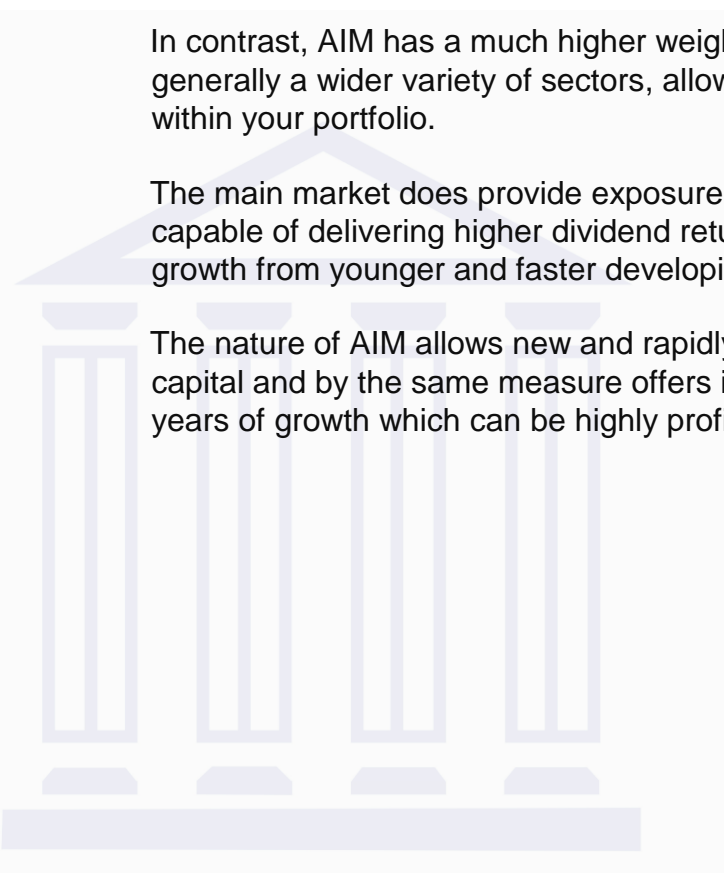 In contrast, AIM has a much higher weigh
generally a wider variety of sectors, allow
within your portfolio.
The main market does provide exposure
capable of delivering higher dividend retu
growth from younger and faster developi
The nature of AIM allows new and rapidly
capital and by the same measure offers i
years of growth which can be highly profi